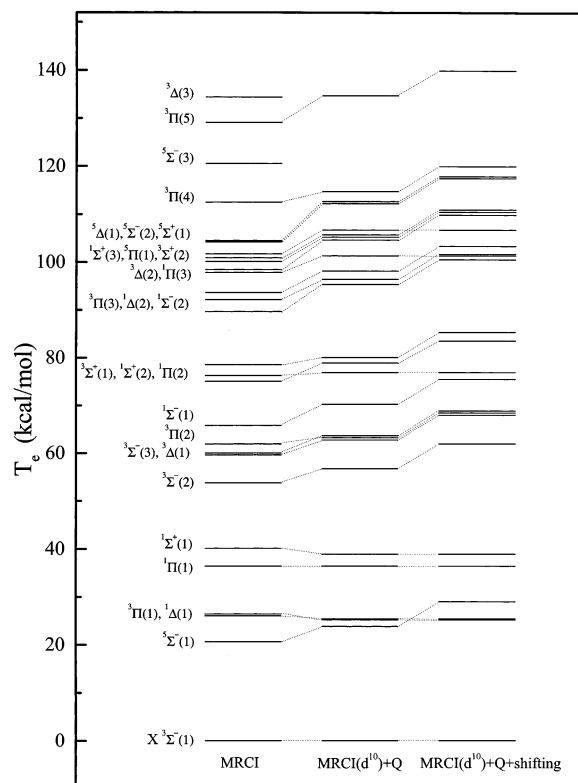 140
120
100
80
60
40
20
0
T_e (kcal/mol)
³Δ(3)
³Π(5)
⁵Σ⁻(3)
³Π(4)
⁵Δ(1),⁵Σ⁻(2),⁵Σ⁺(1)
¹Σ⁺(3),⁵Π(1),³Σ⁺(2)
³Δ(2),¹Π(3)
³Π(3),¹Δ(2), ¹Σ⁻(2)
³Σ⁺(1), ¹Σ⁺(2), ¹Π(2)
¹Σ⁻(1)
³Π(2)
³Σ⁻(3), ³Δ(1)
³Σ⁻(2)
¹Σ⁺(1)
¹Π(1)
³Π(1), ¹Δ(1)
⁵Σ⁻(1)
X ³Σ⁻(1)
MRCI
MRCI(d¹⁰)+Q
MRCI(d¹⁰)+Q+shifting